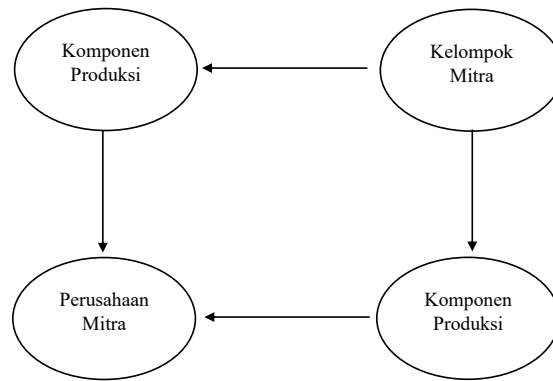 Komponen
Produksi
Kelompok
Mitra
Perusahaan
Mitra
Komponen
Produksi